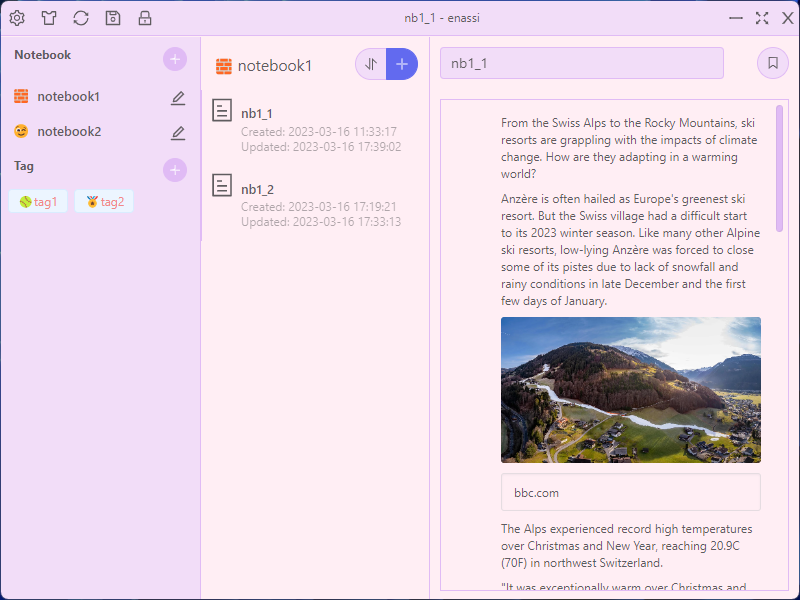 nb1_1 - enassi
Notebook
notebook1
notebook2
Tag
tag1
tag2
notebook1
nb1_1
Created: 2023-03-16 11:33:17
Updated: 2023-03-16 17:39:02
nb1_2
Created: 2023-03-16 17:19:21
Updated: 2023-03-16 17:33:13
nb1_1
From the Swiss Alps to the Rocky Mountains, ski
resorts are grappling with the impacts of climate
change. How are they adapting in a warming
world?
Anzère is often hailed as Europe's greenest ski
resort. But the Swiss village had a difficult start
to its 2023 winter season. Like many other Alpine
ski resorts, low-lying Anzère was forced to close
some of its pistes due to lack of snowfall and
rainy conditions in late December and the first
few days of January.
bbc.com
The Alps experienced record high temperatures
over Christmas and New Year, reaching 20.9C
(70F) in northwest Switzerland.
"It was exceptionally warm over Christmas and